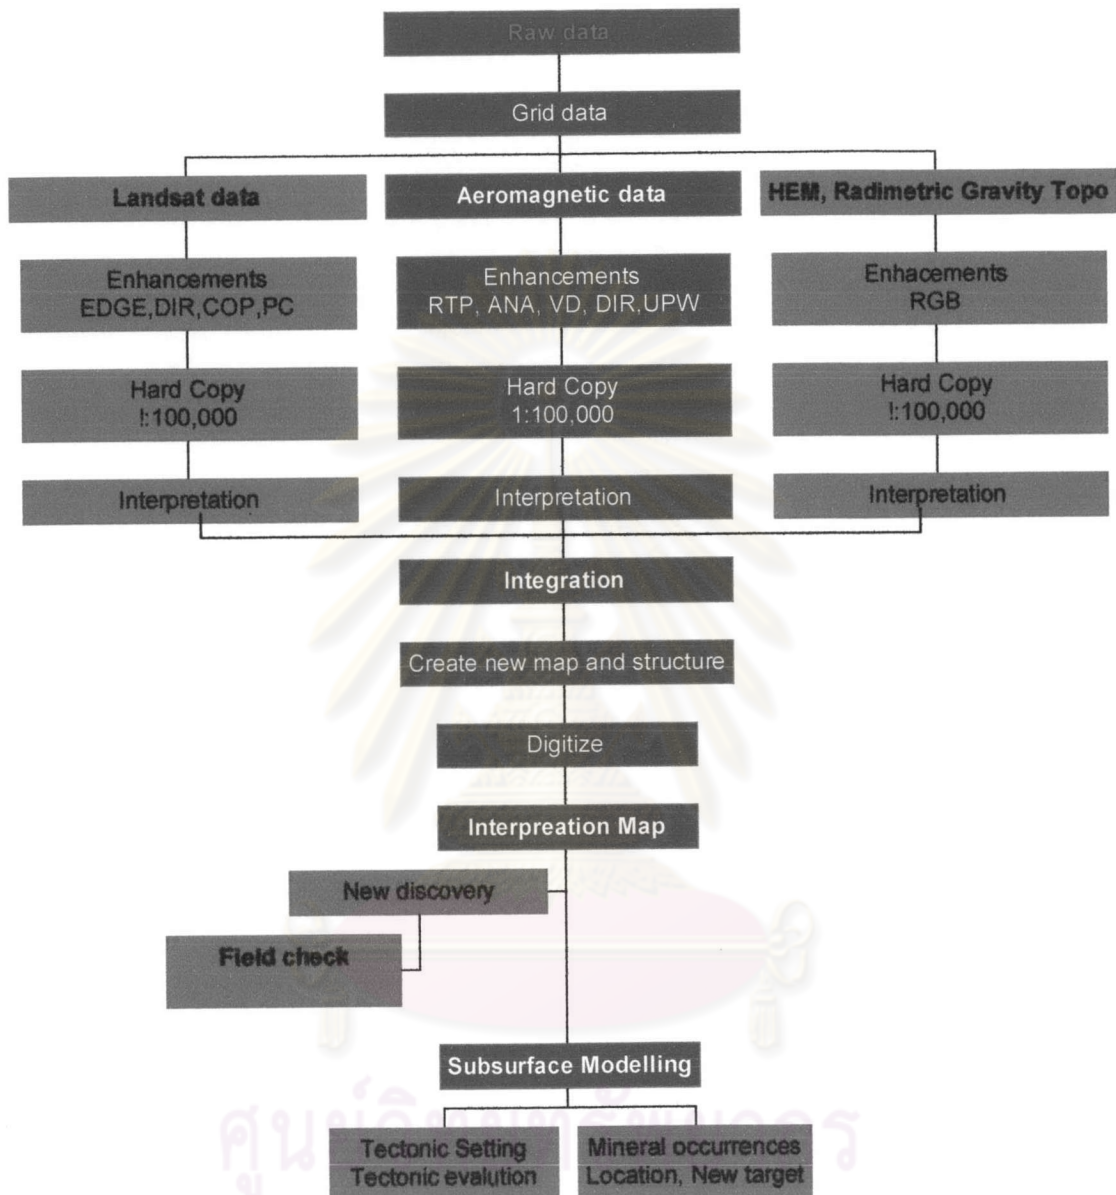 Raw data
Grid data
Landsat data
Aeromagnetic data
HEM, Radimetric Gravity Topo
Enhancements
EDGE,DIR,COP,PC
Enhancements
RTP, ANA, VD, DIR,UPW
Enhacements
RGB
Hard Copy
!:100,000
Hard Copy
1:100,000
Hard Copy
!:100,000
Interpretation
Interpretation
Interpretation
Integration
Create new map and structure
Digitize
Interpreation Map
New discovery
Field check
Subsurface Modelling
Tectonic Setting
Tectonic evalution
Mineral occurrences
Location, New target